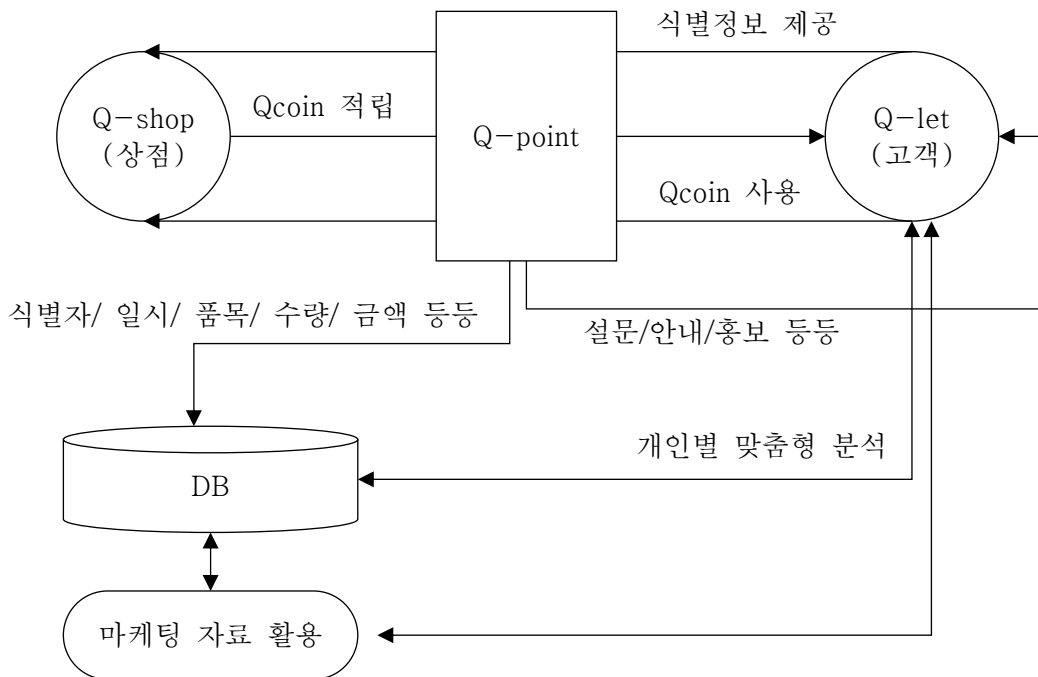 식별정보 제공
Q-shop
(상점)
Qcoin 적립
Q-point
Q-let
(고객)
Qcoin 사용
식별자/ 일시/ 품목/ 수량/ 금액 등등
설문/안내/홍보 등등
개인별 맞춤형 분석
DB
마케팅 자료 활용